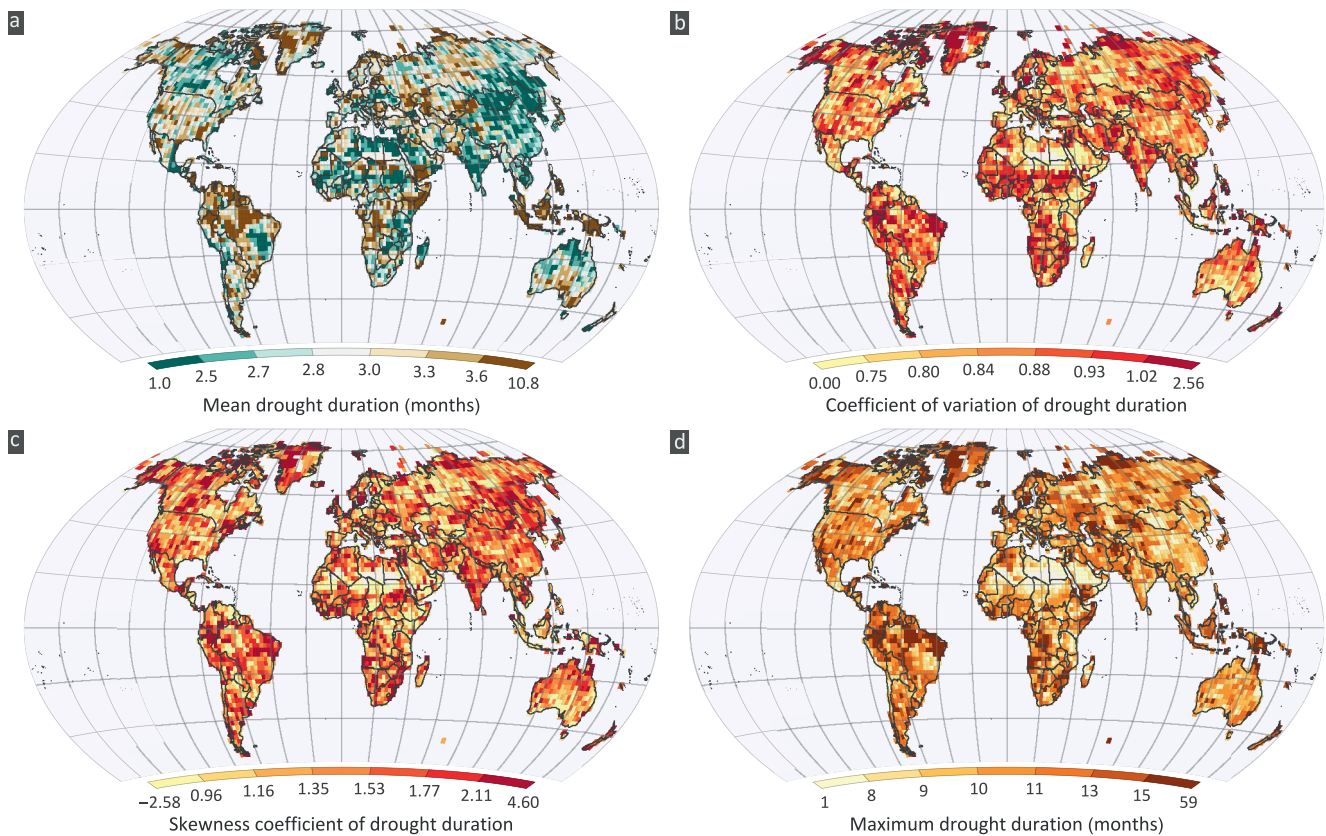 a
b
1.0 2.5 2.7 2.8 3.0 3.3 3.6 10.8
Mean drought duration (months)
0.00 0.75 0.80 0.84 0.88 0.93 1.02 2.56
Coefficient of variation of drought duration
c
d
−2.58 0.96 1.16 1.35 1.53 1.77 2.11 4.60
Skewness coefficient of drought duration
1 8 9 10 11 13 15 59
Maximum drought duration (months)